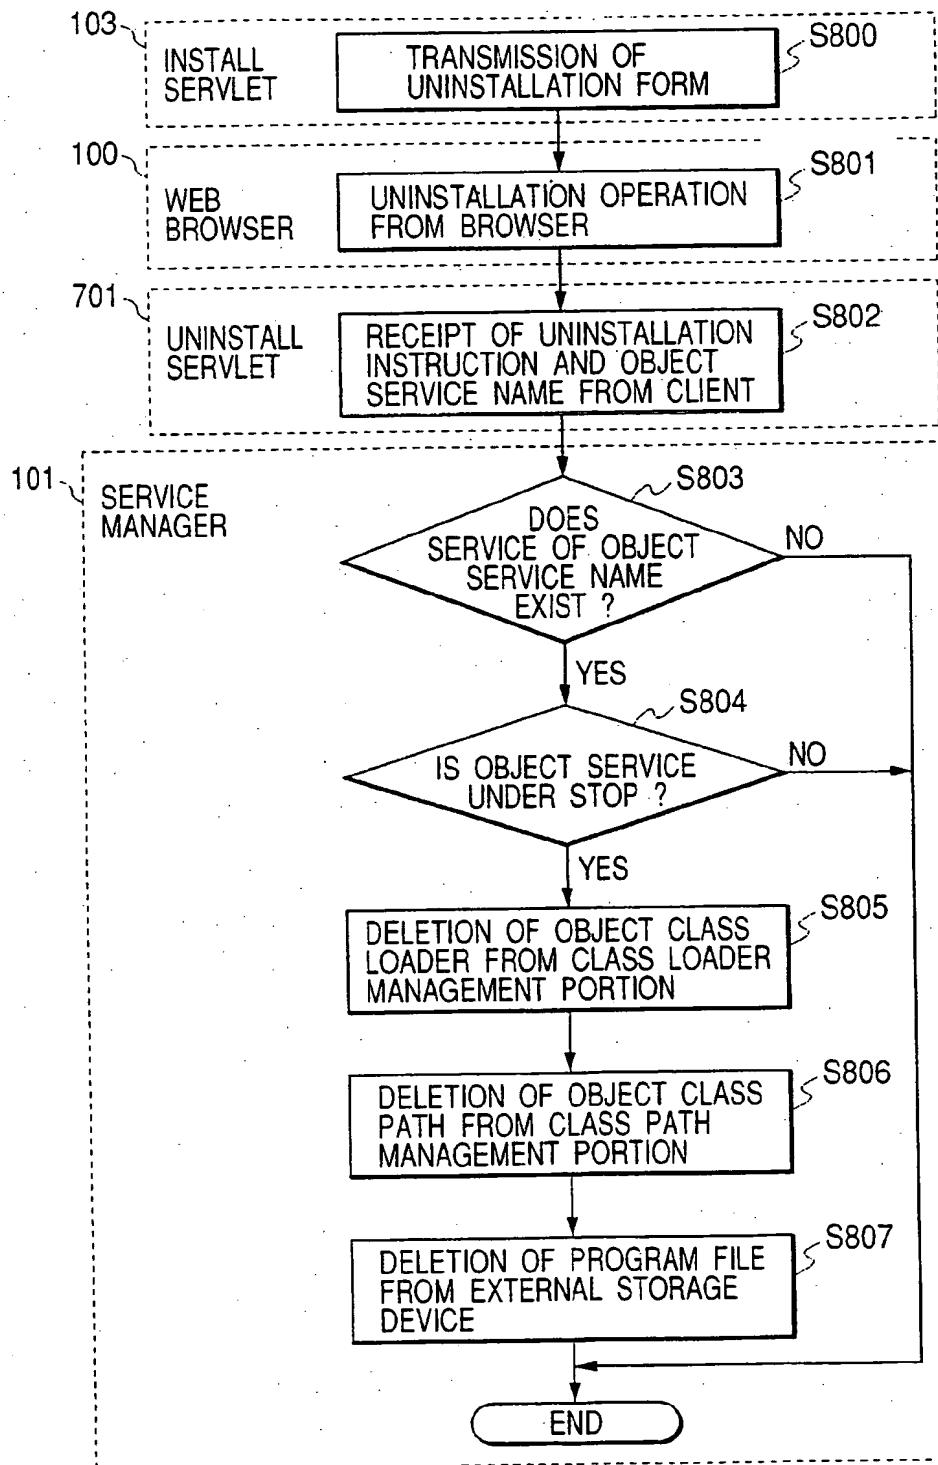 103
INSTALL
SERVLET
TRANSMISSION OF
UNINSTALLATION FORM
S800
100
WEB
BROWSER
UNINSTALLATION OPERATION
FROM BROWSER
S801
701
UNINSTALL
SERVLET
RECEIPT OF UNINSTALLATION
INSTRUCTION AND OBJECT
SERVICE NAME FROM CLIENT
S802
101
SERVICE
MANAGER
S803
DOES
SERVICE OF OBJECT
SERVICE NAME
EXIST ?
NO
YES
S804
IS OBJECT SERVICE
UNDER STOP ?
NO
YES
S805
DELETION OF OBJECT CLASS
LOADER FROM CLASS LOADER
MANAGEMENT PORTION
S806
DELETION OF OBJECT CLASS
PATH FROM CLASS PATH
MANAGEMENT PORTION
S807
DELETION OF PROGRAM FILE
FROM EXTERNAL STORAGE
DEVICE
END